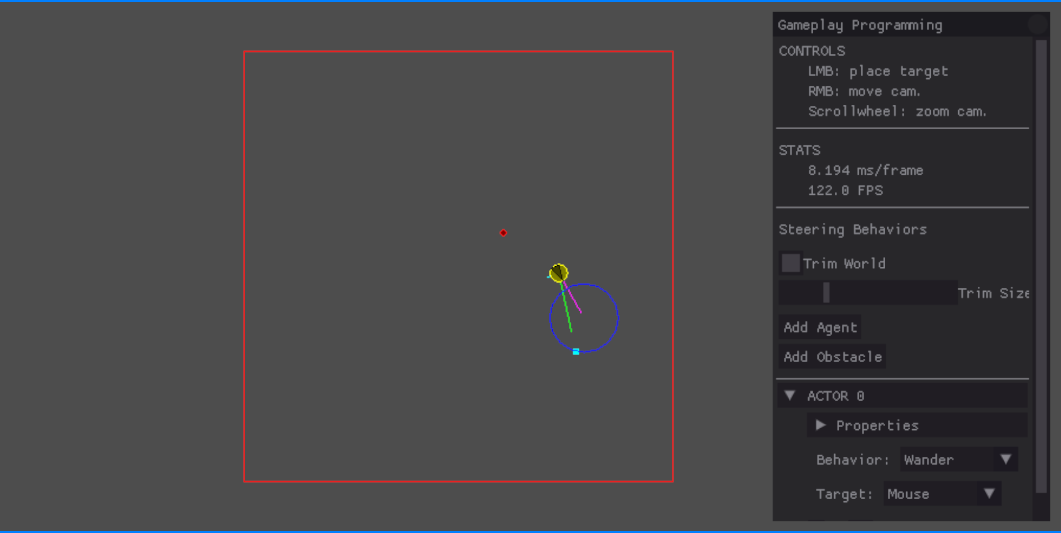 Gameplay Programming
CONTROLS
LMB: place target
RMB: move cam.
Scrollwheel: zoom cam.
STATS
8.194 ms/frame
122.0 FPS
Steering Behaviors
Trim World
Trim Size
Add Agent
Add Obstacle
ACTOR 0
Properties
Behavior: Wander
Target: Mouse